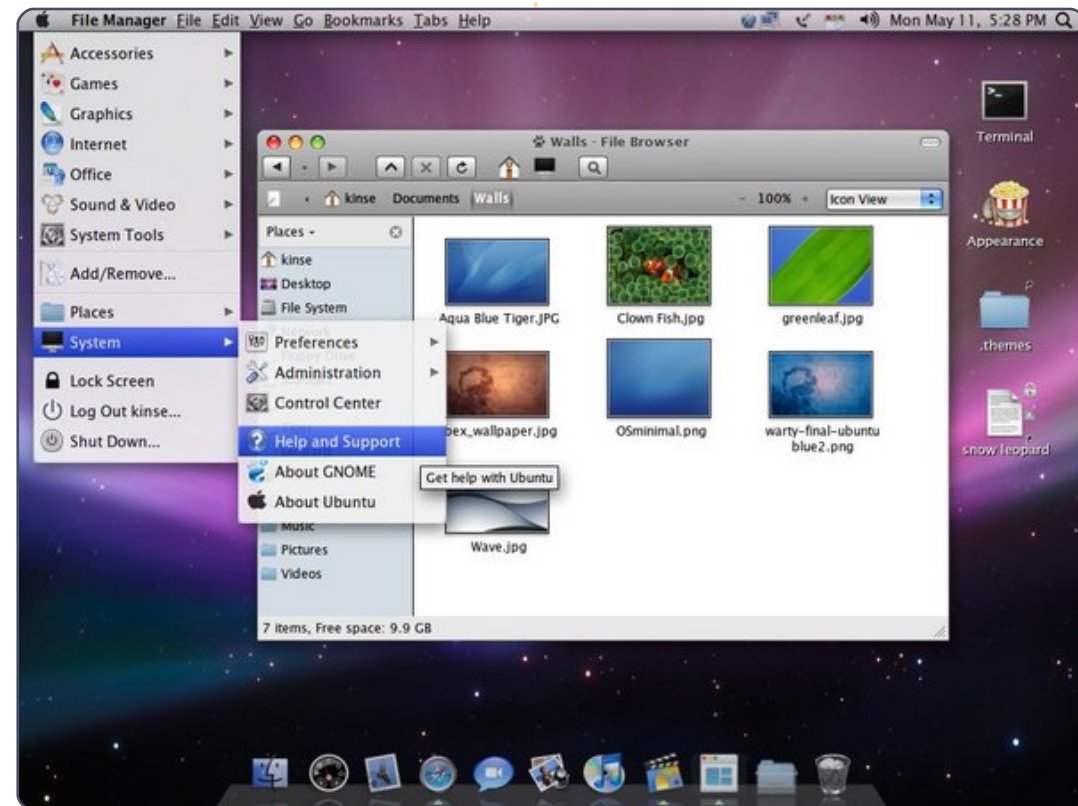 File Manager File Edit View Go Bookmarks Tabs Help
Mon May 11, 5:28 PM
Accessories
Games
Graphics
Internet
Office
Sound & Video
System Tools
Add/Remove...
Places
System
Lock Screen
Log Out kinse...
Shut Down...
Preferences
Administration
Control Center
Help and Support
About GNOME
About Ubuntu
Get help with Ubuntu
Walls - File Browser
kinse Documents Walls
- 100% + Icon View
Places
kinse
Desktop
File System
Music
Pictures
Videos
Aqua Blue Tiger.JPG
Clown Fish.jpg
greenleaf.jpg
bex_wallpaper.jpg
OSminimal.png
warty-final-ubuntu
blue2.png
Wave.jpg
7 items, Free space: 9.9 GB
Terminal
Appearance
.themes
snow leopard